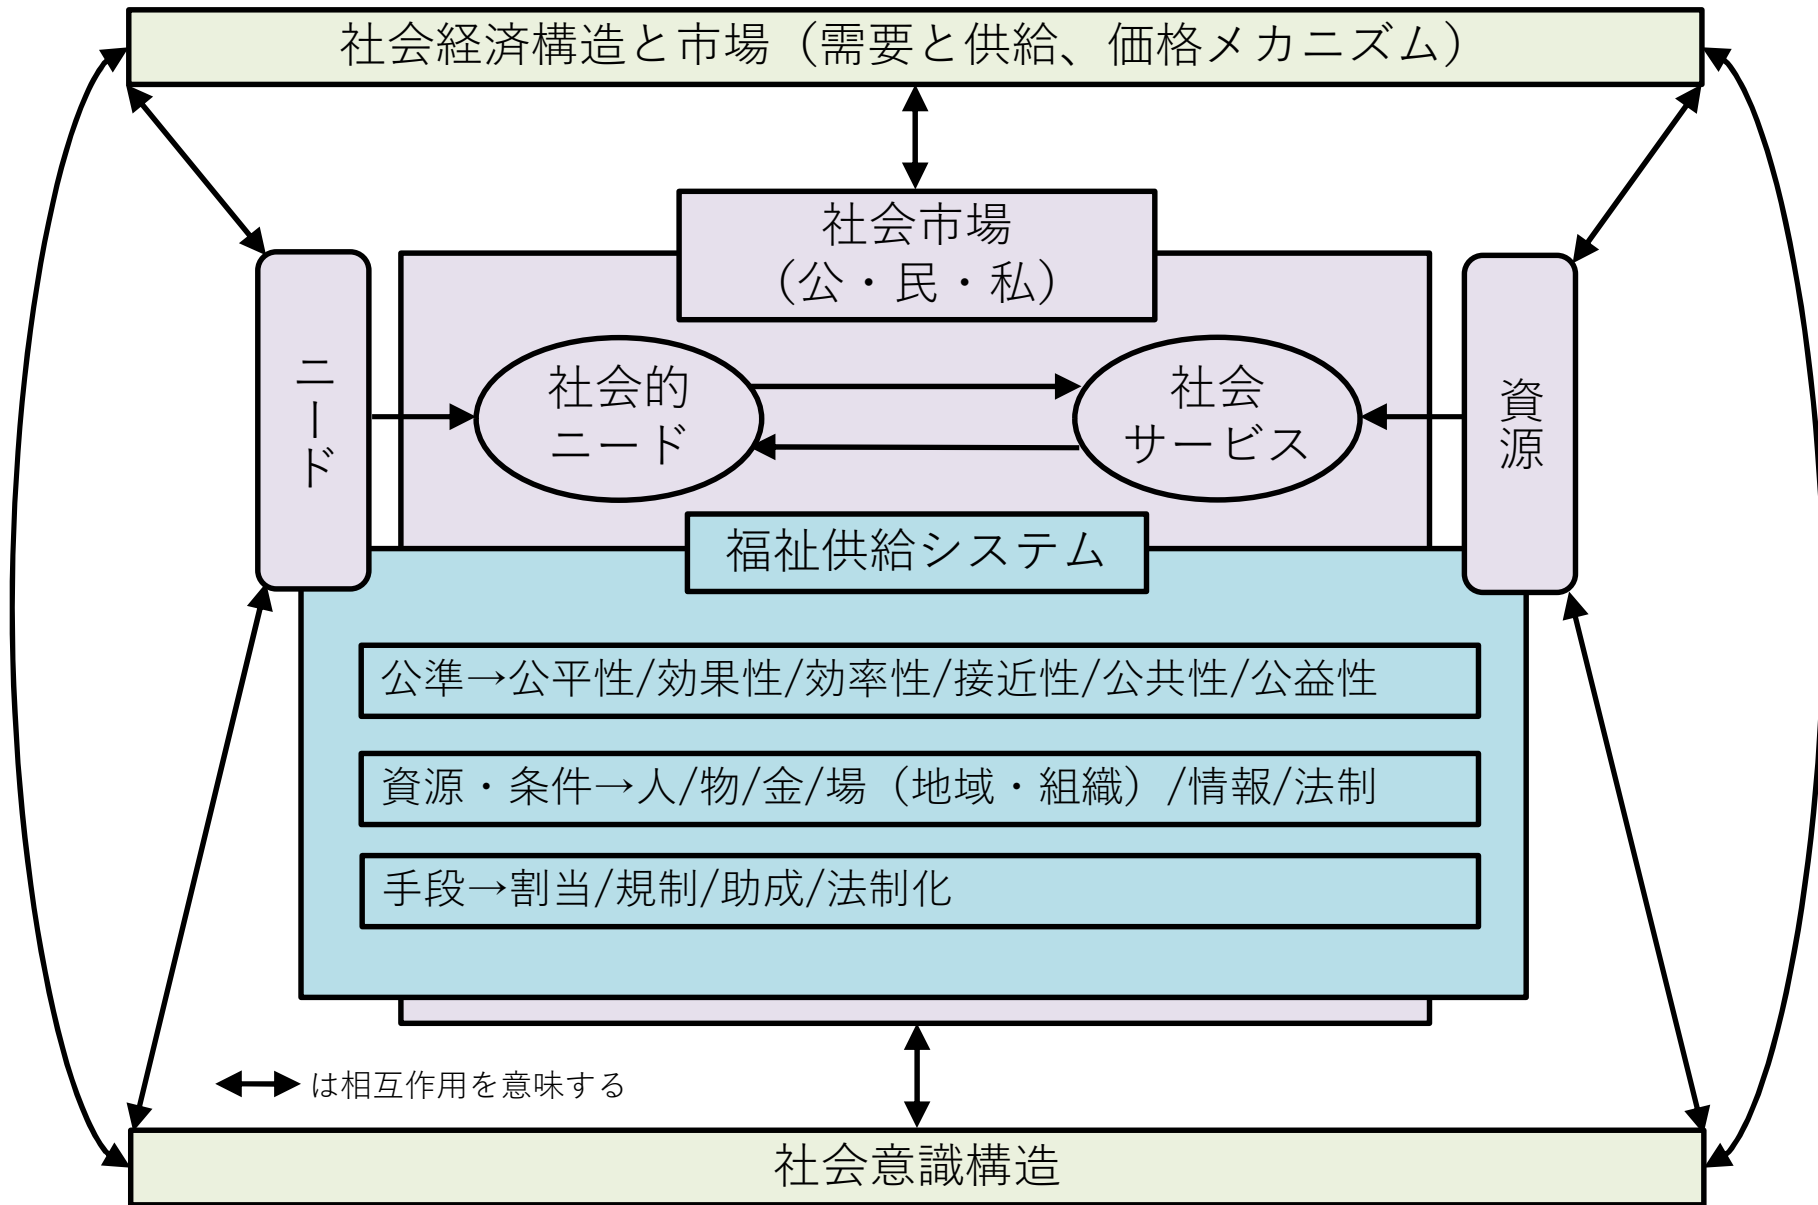 社会経済構造と市場（需要と供給、価格メカニズム）
社会市場
（公・民・私）
ニード
社会的
ニード
社会
サービス
資源
福祉供給システム
公準→公平性/効果性/効率性/接近性/公共性/公益性
資源・条件→人/物/金/場（地域・組織）/情報/法制
手段→割当/規制/助成/法制化
は相互作用を意味する
社会意識構造